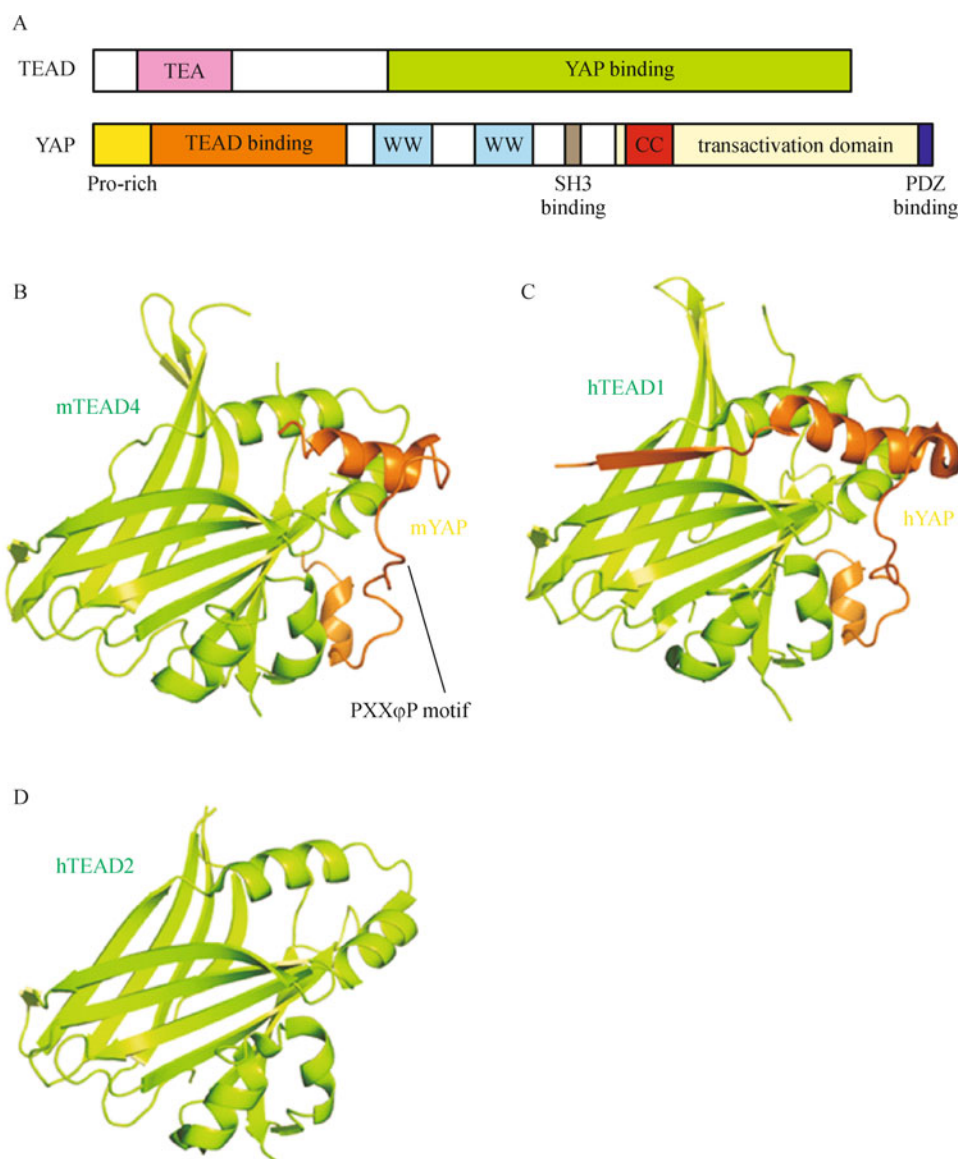 A
TEAD
TEA
YAP binding
YAP
TEAD binding
WW
WW
CC
transactivation domain
Pro-rich
SH3
binding
PDZ
binding
B
mTEAD4
mYAP
PXXφP motif
C
hTEAD1
hYAP
D
hTEAD2